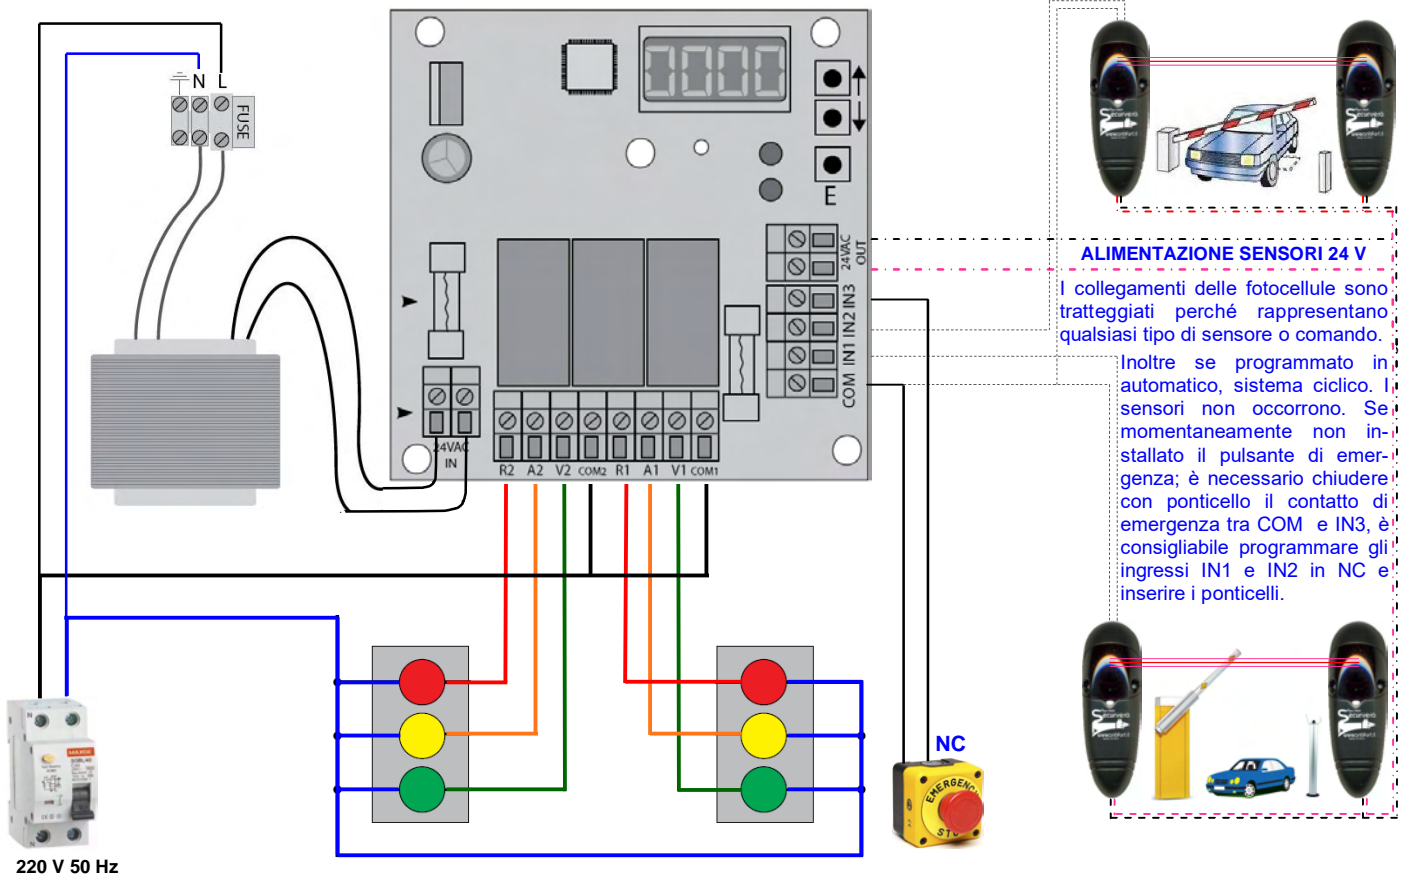 N L
FUSE
E
24VAC
OUT
COM IN1 IN2 IN3
24VAC
IN
R2 A2 V2 COM2 R1 A1 V1 COM1
ALIMENTAZIONE SENSORI 24 V
I collegamenti delle fotocellule sono
tratteggiati perché rappresentano
qualsiasi tipo di sensore o comando.
Inoltre se programmato in
automatico, sistema ciclico. I
sensori non occorrono. Se
momentaneamente non in-
stallato il pulsante di emer-
genza; è necessario chiudere
con ponticello il contatto di
emergenza tra COM e IN3, è
consigliabile programmare gli
ingressi IN1 e IN2 in NC e
inserire i ponticelli.
NC
EMERGENCY
STOP
N
N
220 V 50 Hz